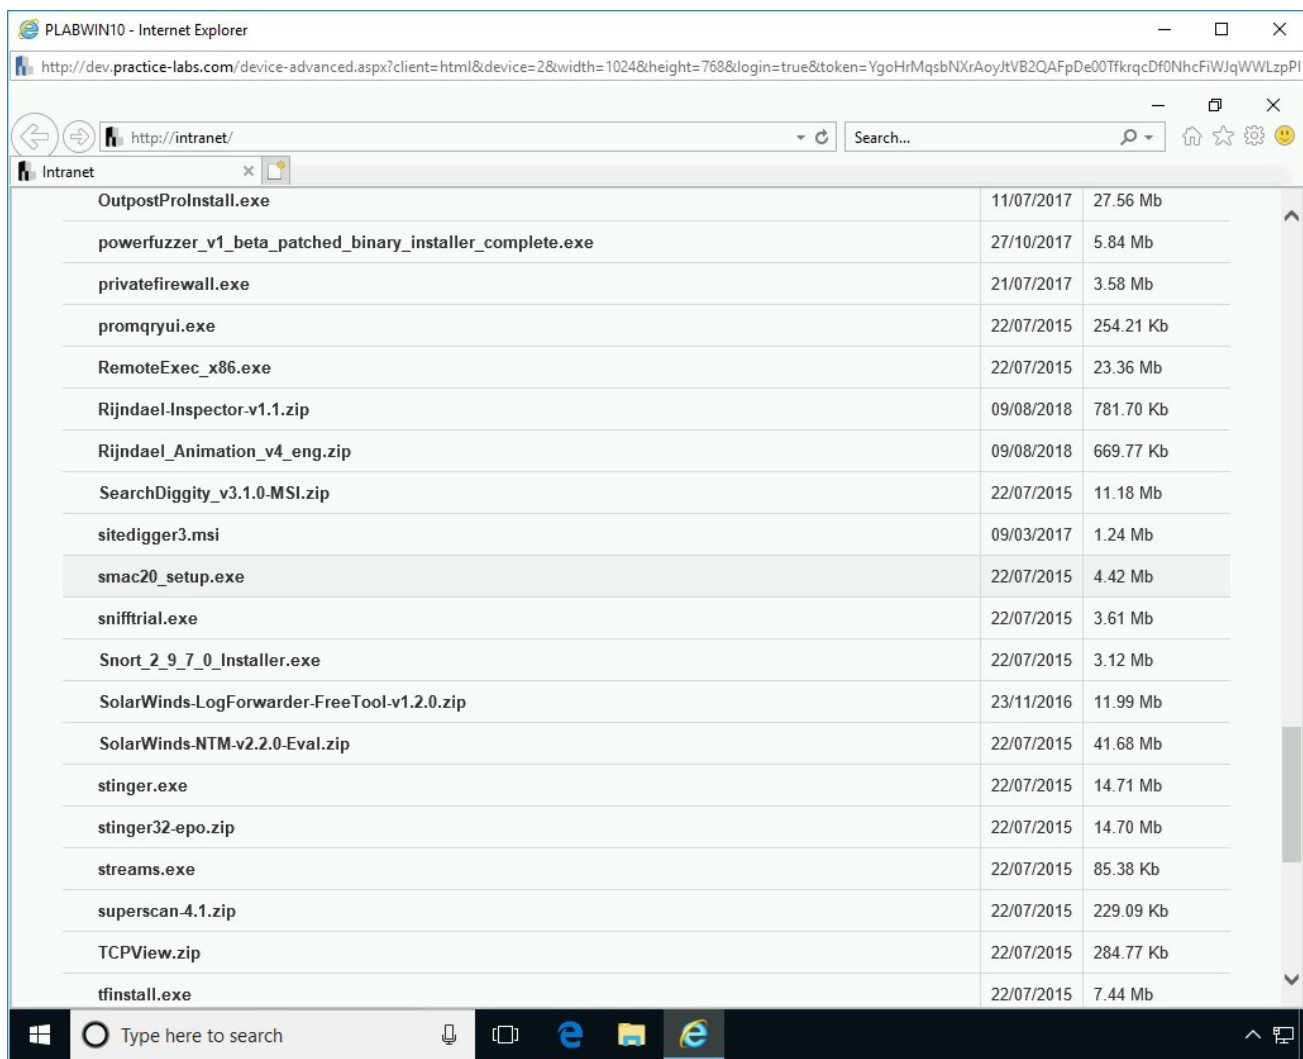 PLABWIN10 - Internet Explorer
http://dev.practice-labs.com/device-advanced.aspx?client=html&device=2&width=1024&height=768&login=true&token=
http://intranet/ Search...
Intranet
OutpostProInstall.exe 11/07/2017 27.56 Mb
powerfuzzer_v1_beta_patched_binary_installer_complete.exe 27/10/2017 5.84 Mb
privatefirewall.exe 21/07/2017 3.58 Mb
promqryui.exe 22/07/2015 254.21 Kb
RemoteExec_x86.exe 22/07/2015 23.36 Mb
Rijndael-Inspector-v1.1.zip 09/08/2018 781.70 Kb
Rijndael_Animation_v4_eng.zip 09/08/2018 669.77 Kb
SearchDiggity_v3.1.0-MSI.zip 22/07/2015 11.18 Mb
sitedigger3.msi 09/03/2017 1.24 Mb
smac20_setup.exe 22/07/2015 4.42 Mb
snifftrial.exe 22/07/2015 3.61 Mb
Snort_2_9_7_0_Installer.exe 22/07/2015 3.12 Mb
SolarWinds-LogForwarder-FreeTool-v1.2.0.zip 23/11/2016 11.99 Mb
SolarWinds-NTM-v2.2.0-Eval.zip 22/07/2015 41.68 Mb
stinger.exe 22/07/2015 14.71 Mb
stinger32-epo.zip 22/07/2015 14.70 Mb
streams.exe 22/07/2015 85.38 Kb
superscan-4.1.zip 22/07/2015 229.09 Kb
TCPView.zip 22/07/2015 284.77 Kb
tfinstall.exe 22/07/2015 7.44 Mb
Type here to search